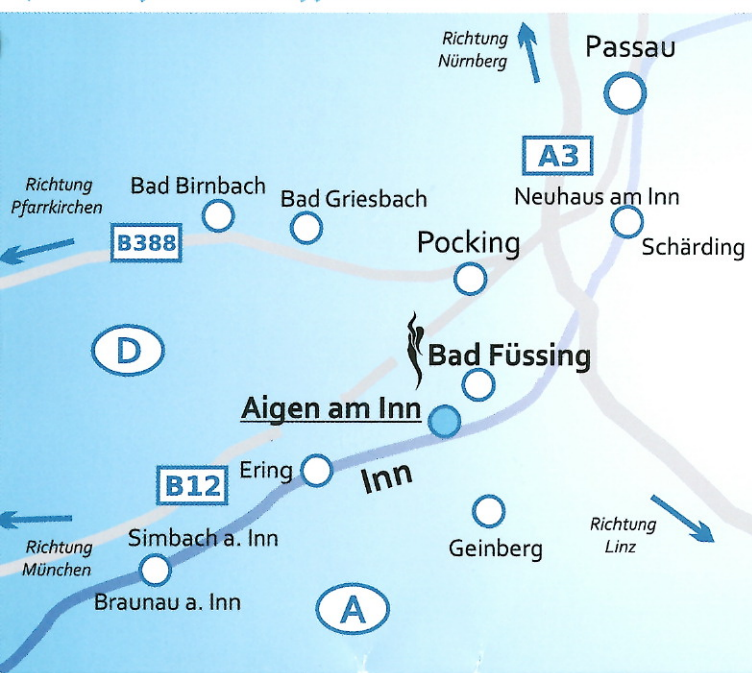 Richtung
Nürnberg
Passau
A3
Richtung
Pfarrkirchen
Bad Birnbach
Bad Griesbach
Neuhaus am Inn
B388
Pocking
Schärding
D
Bad Füssing
Aigen am Inn
Ering
Inn
B12
Richtung
München
Simbach a. Inn
Geinberg
Richtung
Linz
Braunau a. Inn
A